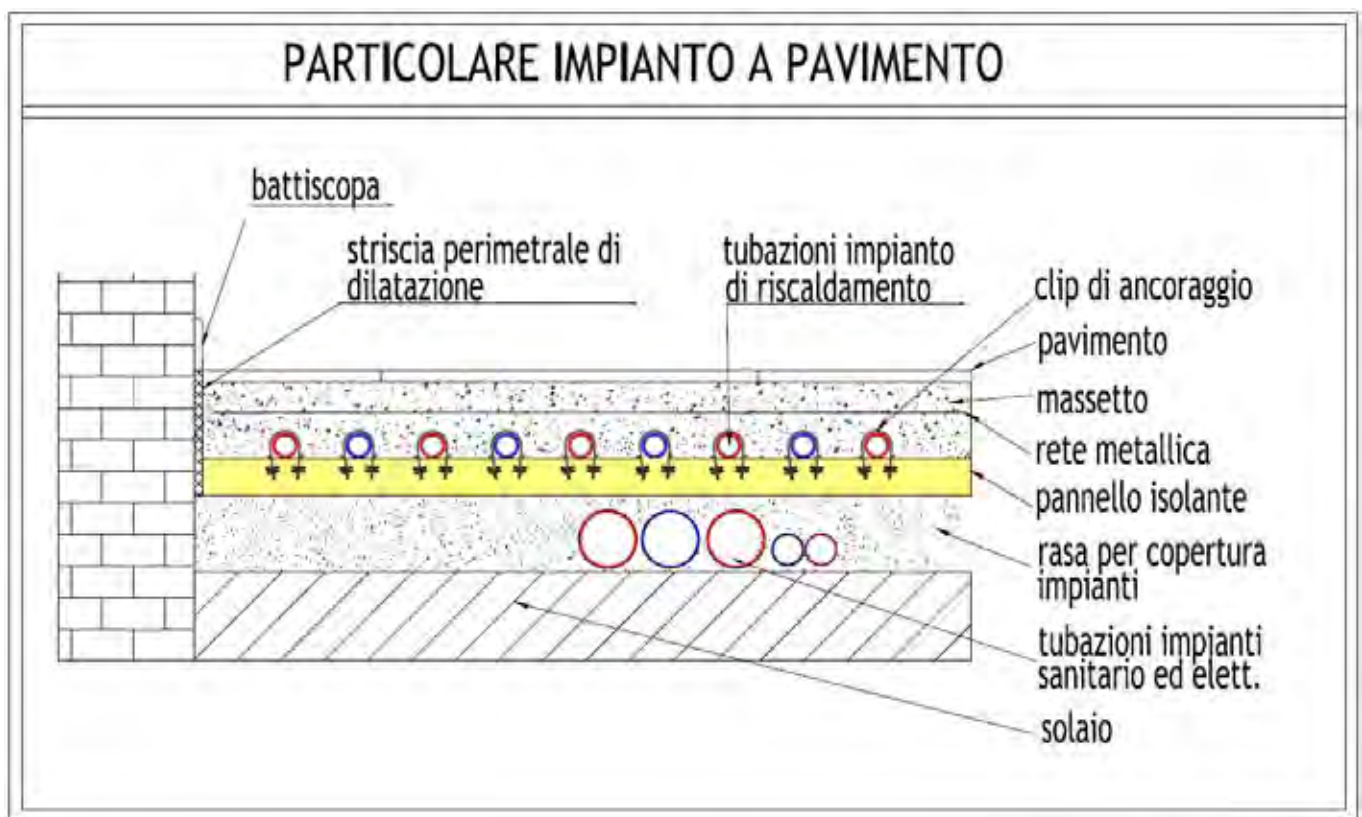 PARTICOLARE IMPIANTO A PAVIMENTO
battiscopa
striscia perimetrale di
dilatazione
tubazioni impianto
di riscaldamento
clip di ancoraggio
pavimento
massetto
rete metallica
pannello isolante
rasa per copertura
impianti
tubazioni impianti
sanitario ed elett.
solaio